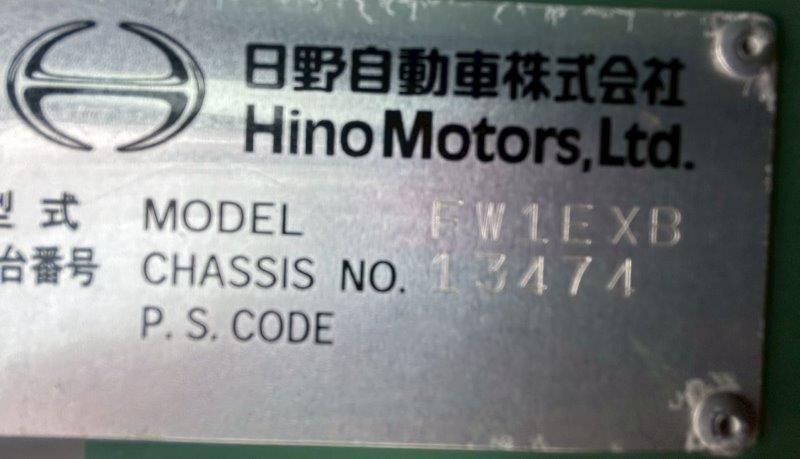 日野自動車株式会社
Hino Motors, Ltd.
型式 MODEL FW1EXB
台番号 CHASSIS NO. 13474
P. S. CODE